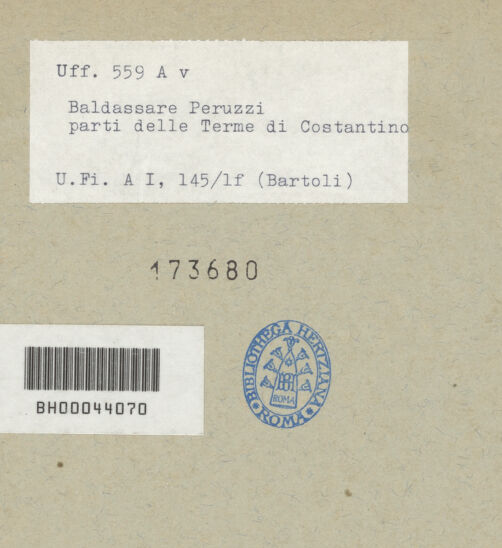 Uff. 559 A v
Baldassare Peruzzi
parti delle Terme di Costantino
U.Fi. A I, 145/1f (Bartoli)
173680
BH00044070
BIBLIOTHECA HERTZIANA
ROMA
ROMA